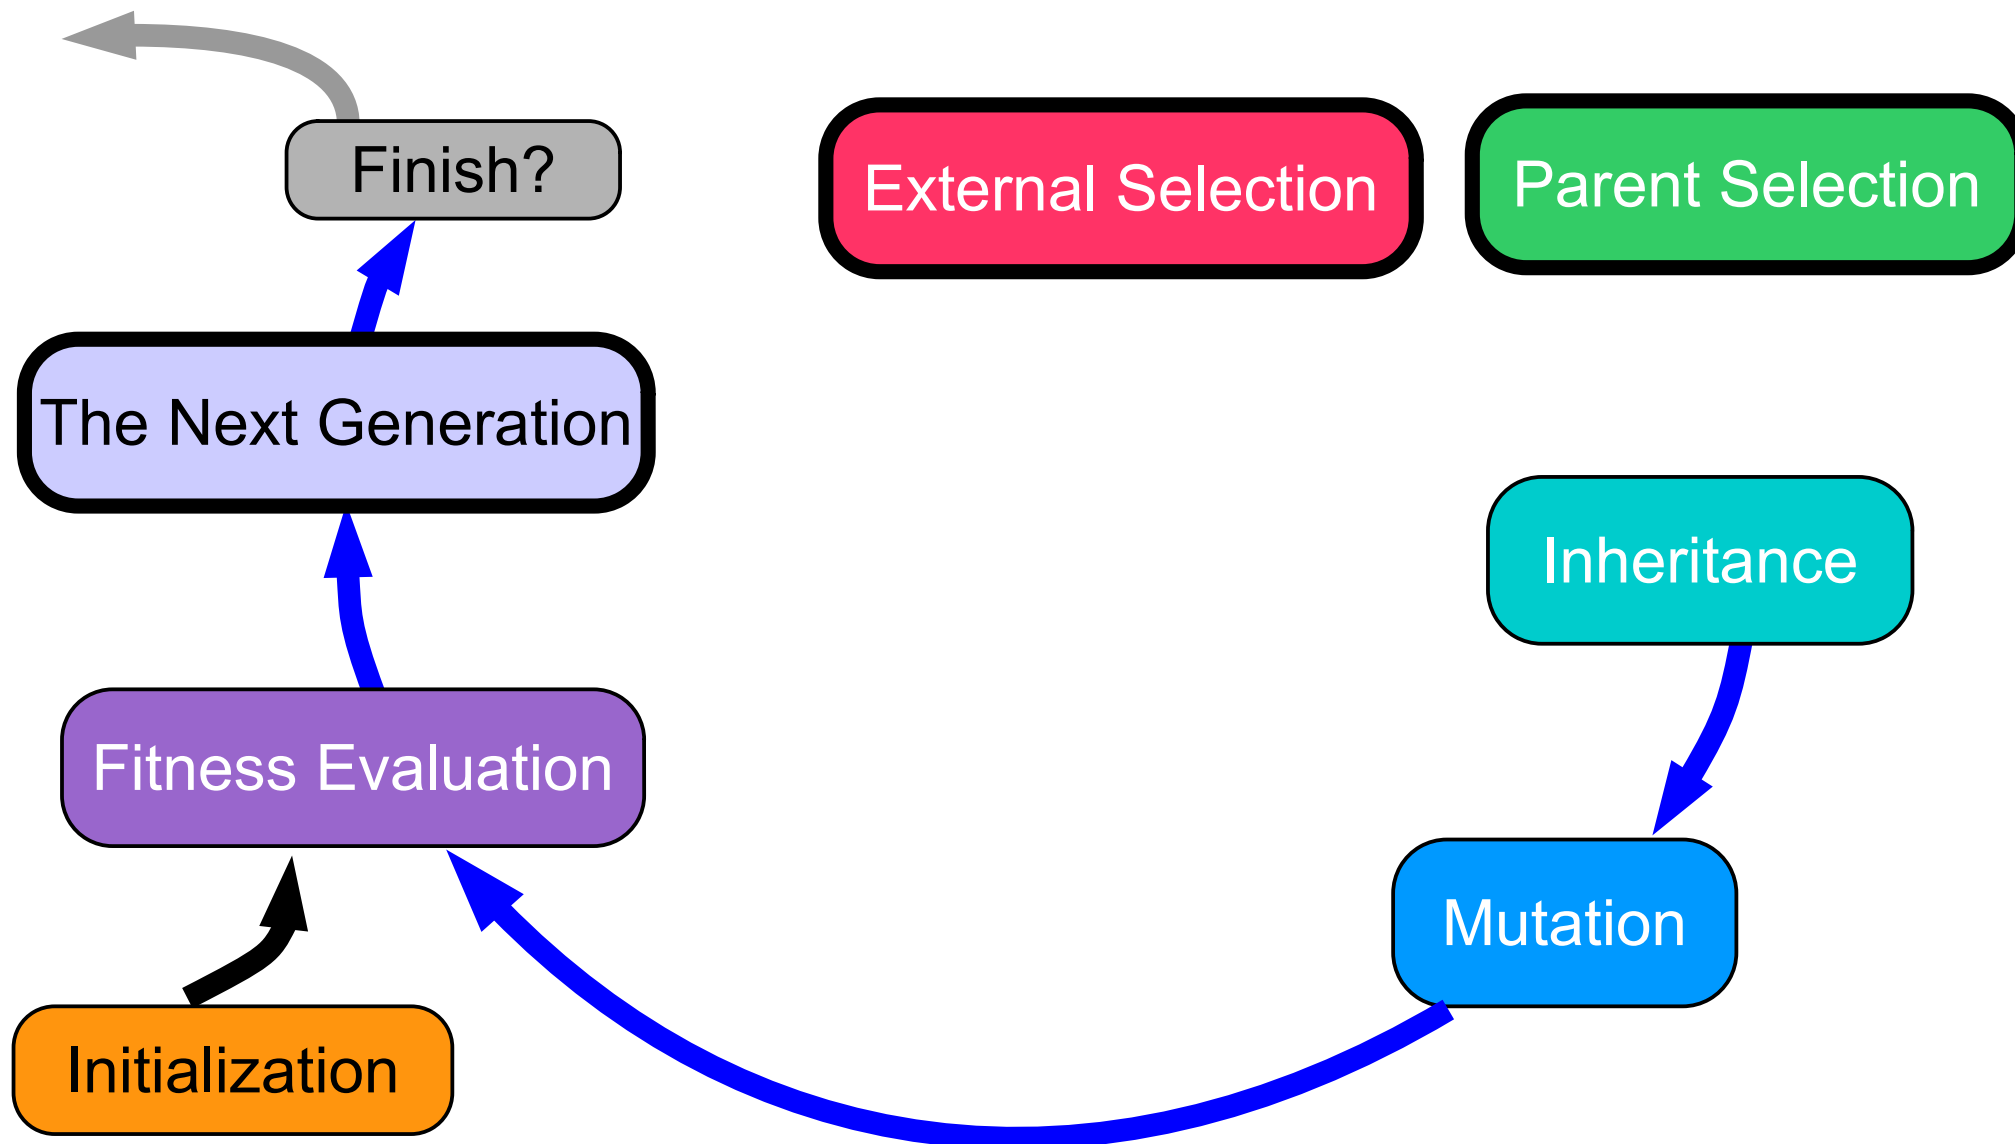 Finish?
External Selection
Parent Selection
The Next Generation
Inheritance
Fitness Evaluation
Mutation
Initialization